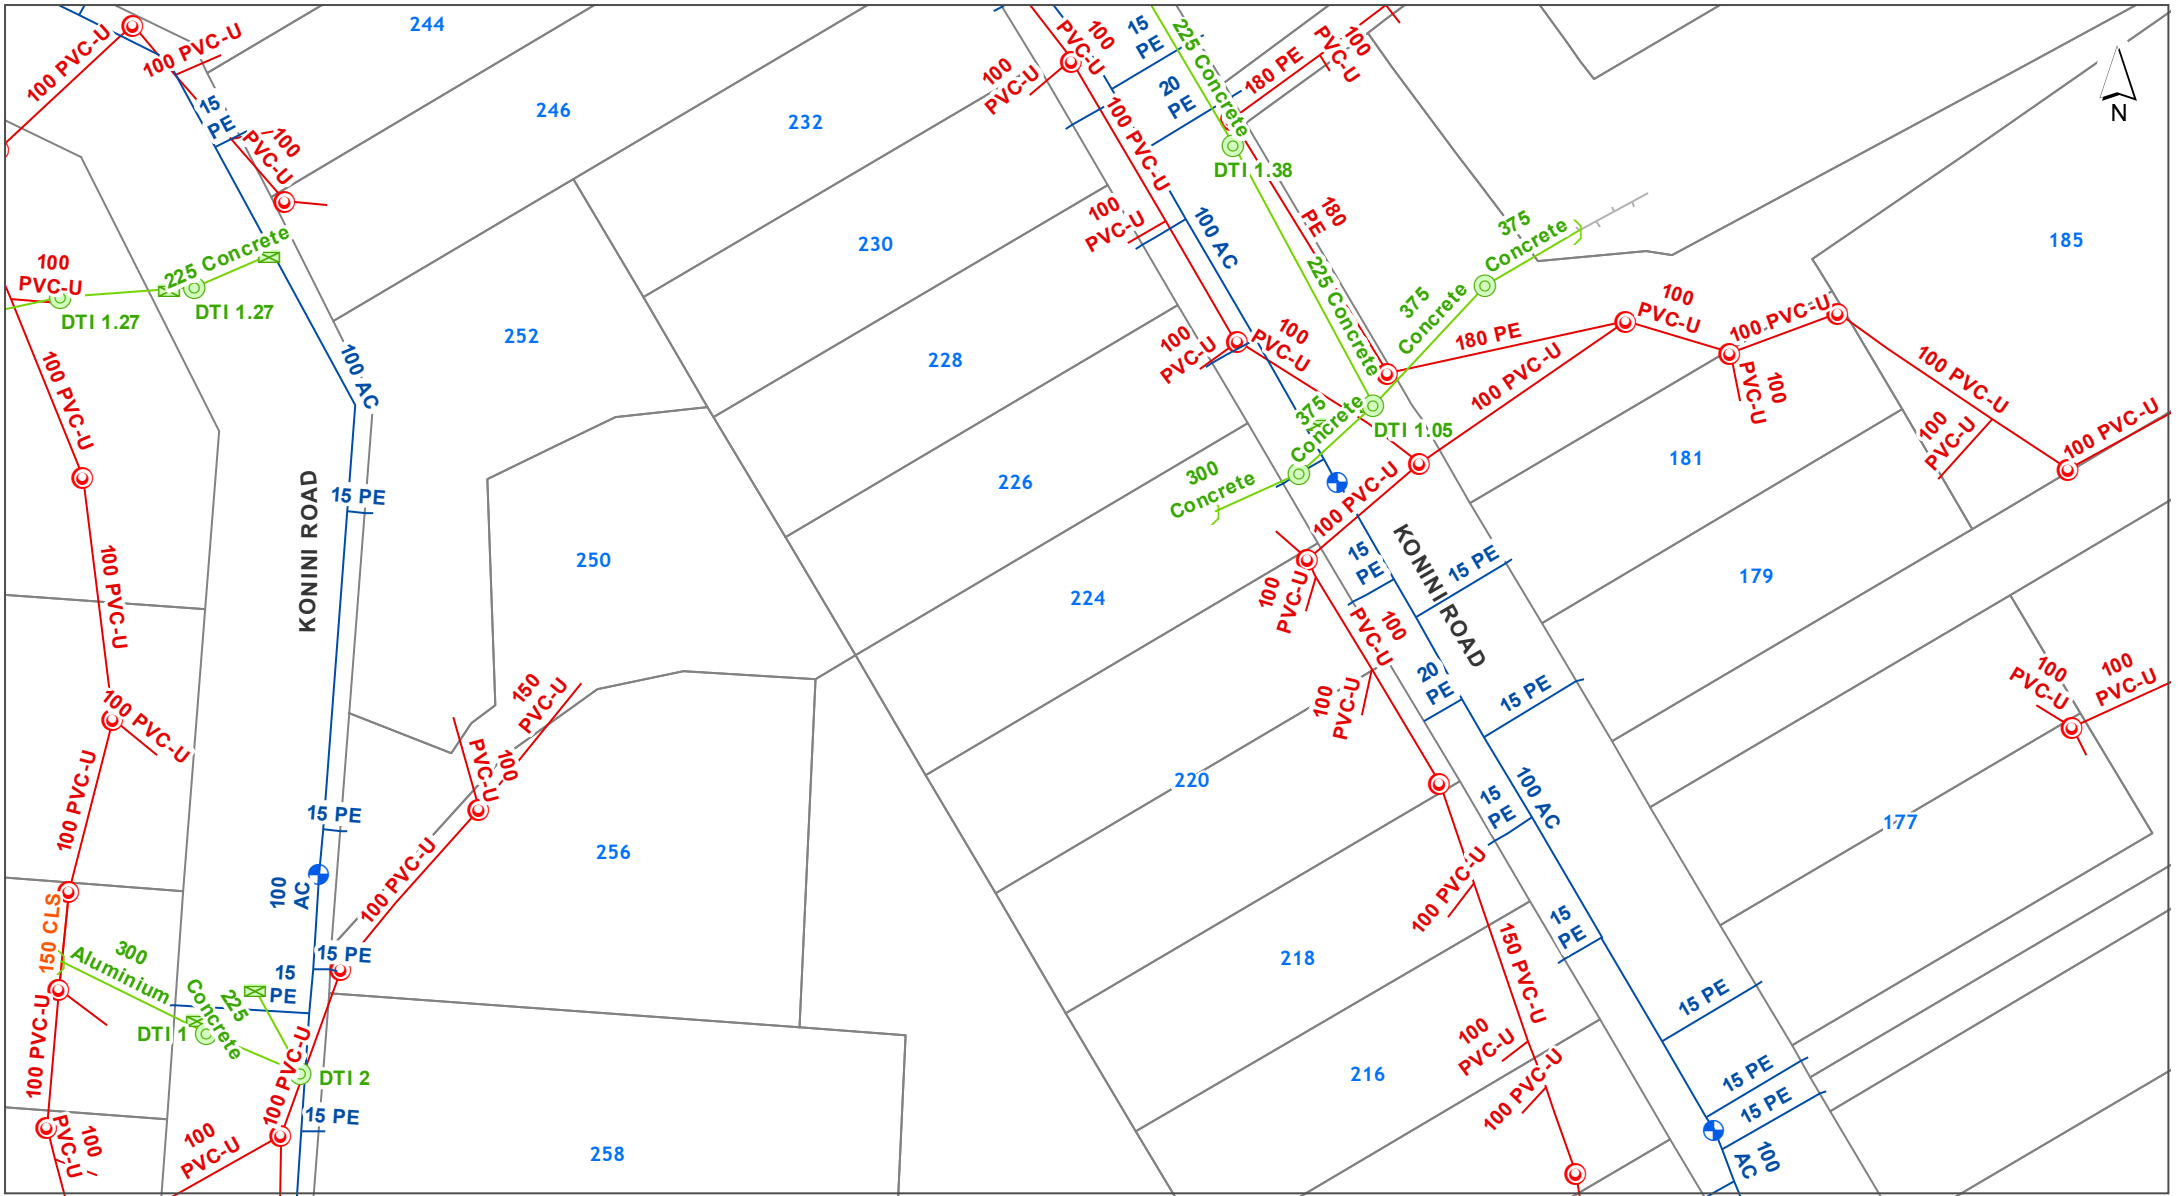 244
100 PVC-U
100 PVC-U
15
PE
100
PVC-U
246
232
100
PVC-U
100
PVC-U
15
PE
20
PE
225 Concrete
180 PE
100
PVC-U
N
100 PVC-U
DTI 1.38
180
PE
230
100
PVC-U
100 AC
375
Concrete
185
225 Concrete
DTI 1.27
100
PVC-U
DTI 1.27
252
100 PVC-U
100 AC
228
100
PVC-U
100
PVC-U
225 Concrete
375
Concrete
180 PE
100
PVC-U
100 PVC-U
100 PVC-U
100 PVC-U
100
PVC-U
100
PVC-U
100 PVC-U
375
Concrete
DTI 1.05
181
KONINI ROAD
15 PE
226
300
Concrete
100 PVC-U
KONINI ROAD
250
100 PVC-U
224
15
PE
15 PE
179
100
PVC-U
100
PVC-U
20
PE
15 PE
100
PVC-U
100
PVC-U
100
PVC-U
150
PVC-U
100 PVC-U
100
PVC-U
220
15
PE
100 AC
177
100 PVC-U
15 PE
256
100
AC
100 PVC-U
100 PVC-U
150 CLS
15 PE
15
PE
15
PE
218
150 PVC-U
300
Aluminium
225
Concrete
DTI 1
DTI 2
15 PE
100 PVC-U
100 PVC-U
100
PVC-U
100 PVC-U
216
15 PE
15 PE
15 PE
100
PVC-U
100
PVC-U
258
100
AC